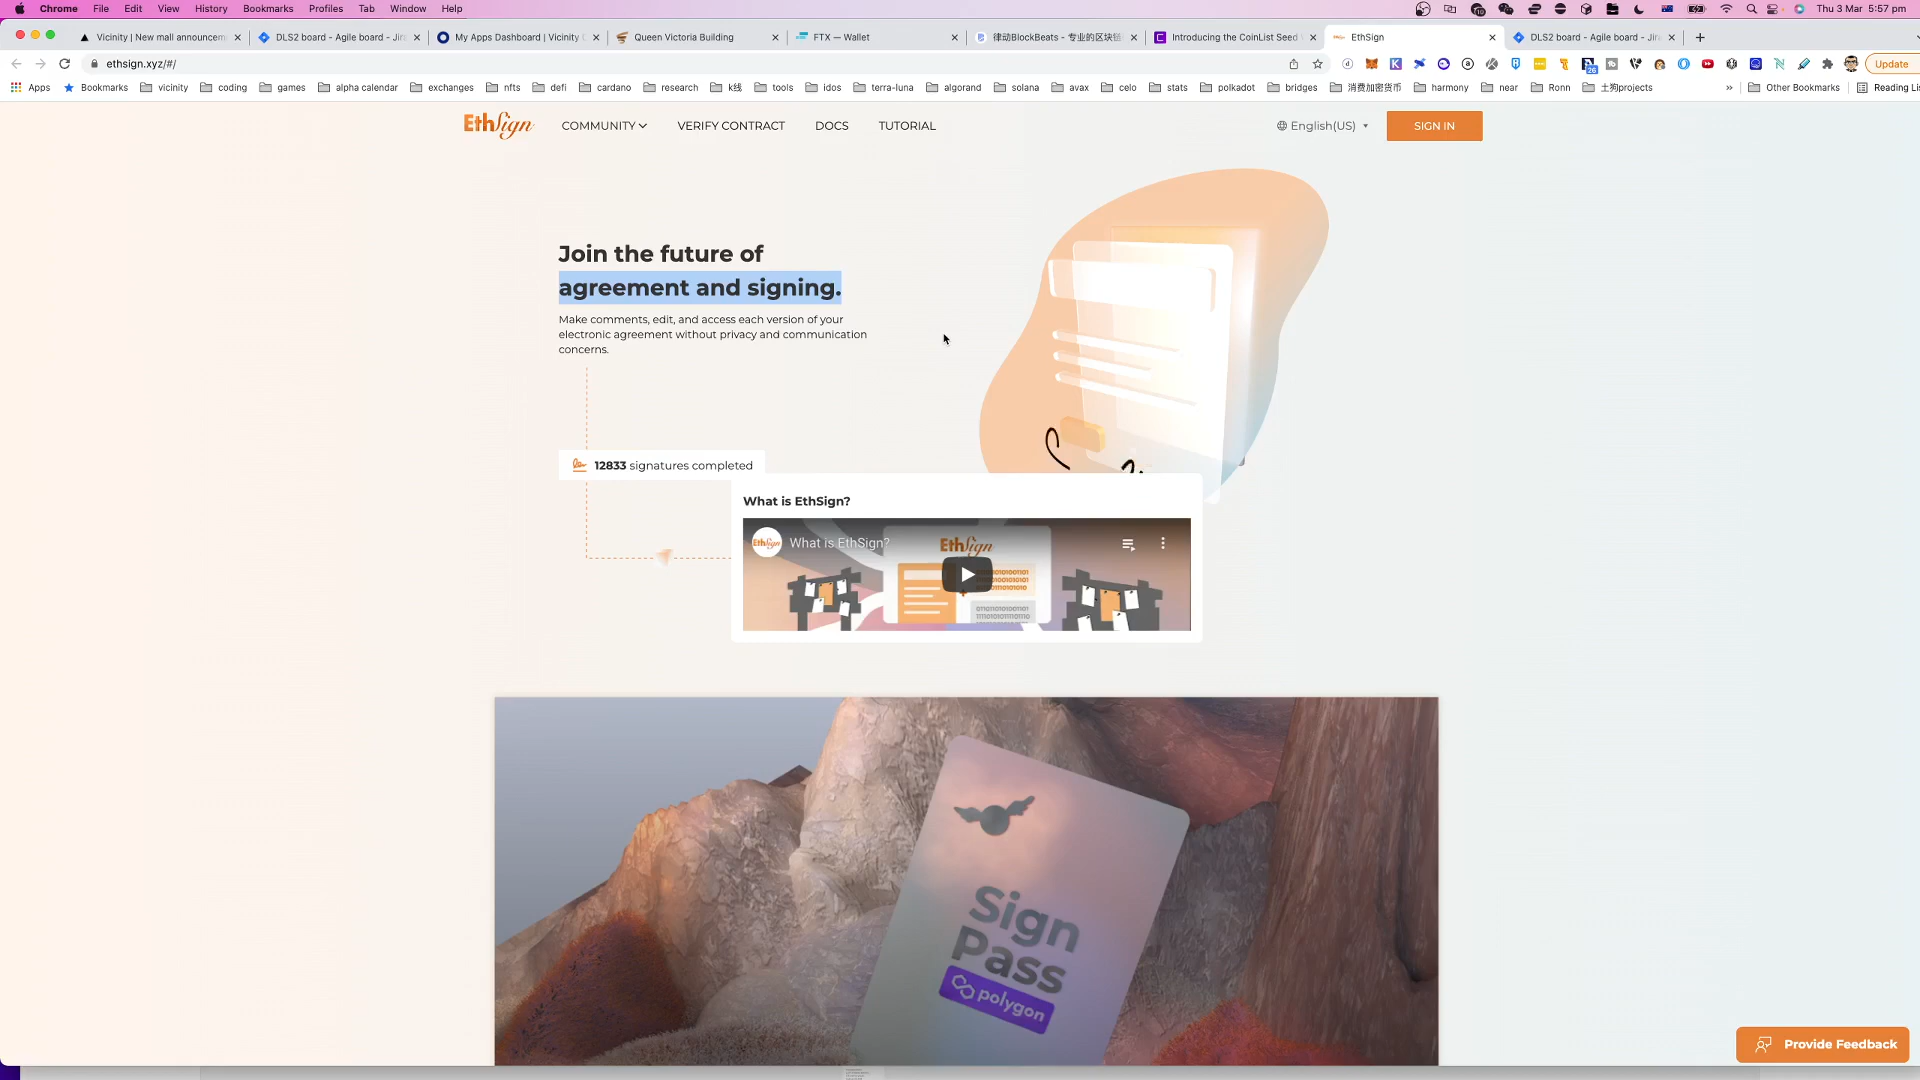 Chrome File Edit View History Bookmarks Profiles Tab Window Help
Thu 3 Mar 5:57 pm
Vicinity | New mall announcem
DLS2 board - Agile board - Jira
My Apps Dashboard | Vicinity
Queen Victoria Building
FTX — Wallet
律动BlockBeats - 专业的区块链
Introducing the CoinList Seed
EthSign
DLS2 board - Agile board - Jira
ethsign.xyz/#/
26
Update
Apps Bookmarks vicinity coding games alpha calendar exchanges nfts defi cardano research k线 tools idos terra-luna algorand solana avax celo stats polkadot bridges 消费加密货币 harmony near Ronn 土狗projects » Other Bookmarks Reading Lis
EthSign COMMUNITY VERIFY CONTRACT DOCS TUTORIAL English(US) SIGN IN
Join the future of
agreement and signing.
Make comments, edit, and access each version of your
electronic agreement without privacy and communication
concerns.
12833 signatures completed
What is EthSign?
EthSign What is EthSign?
EthSign
Sign
Pass
polygon
Provide Feedback